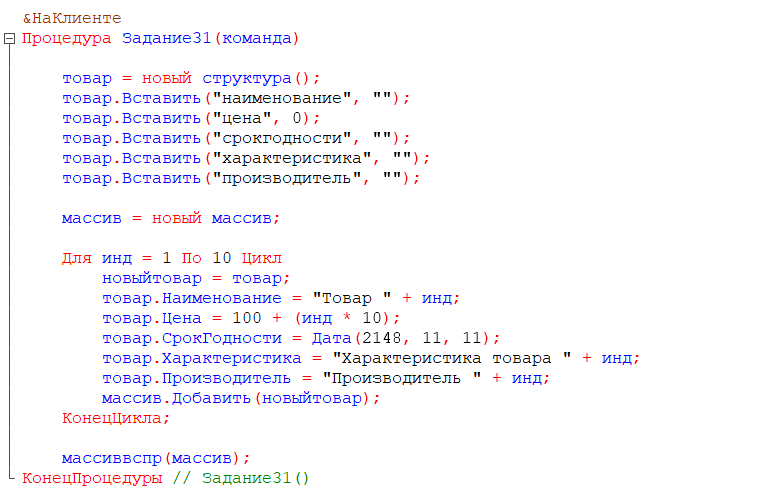 &НаКлиенте
Процедура Задание31(команда)
товар = новый структура();
товар.Вставить("наименование", "");
товар.Вставить("цена", 0);
товар.Вставить("срокгодности", "");
товар.Вставить("характеристика", "");
товар.Вставить("производитель", "");
массив = новый массив;
Для инд = 1 По 10 Цикл
новыйтовар = товар;
товар.Наименование = "Товар " + инд;
товар.Цена = 100 + (инд * 10);
товар.СрокГодности = Дата(2148, 11, 11);
товар.Характеристика = "Характеристика товара " + инд;
товар.Производитель = "Производитель " + инд;
массив.Добавить(новыйтовар);
КонецЦикла;
массиввспр(массив);
КонецПроцедуры // Задание31()